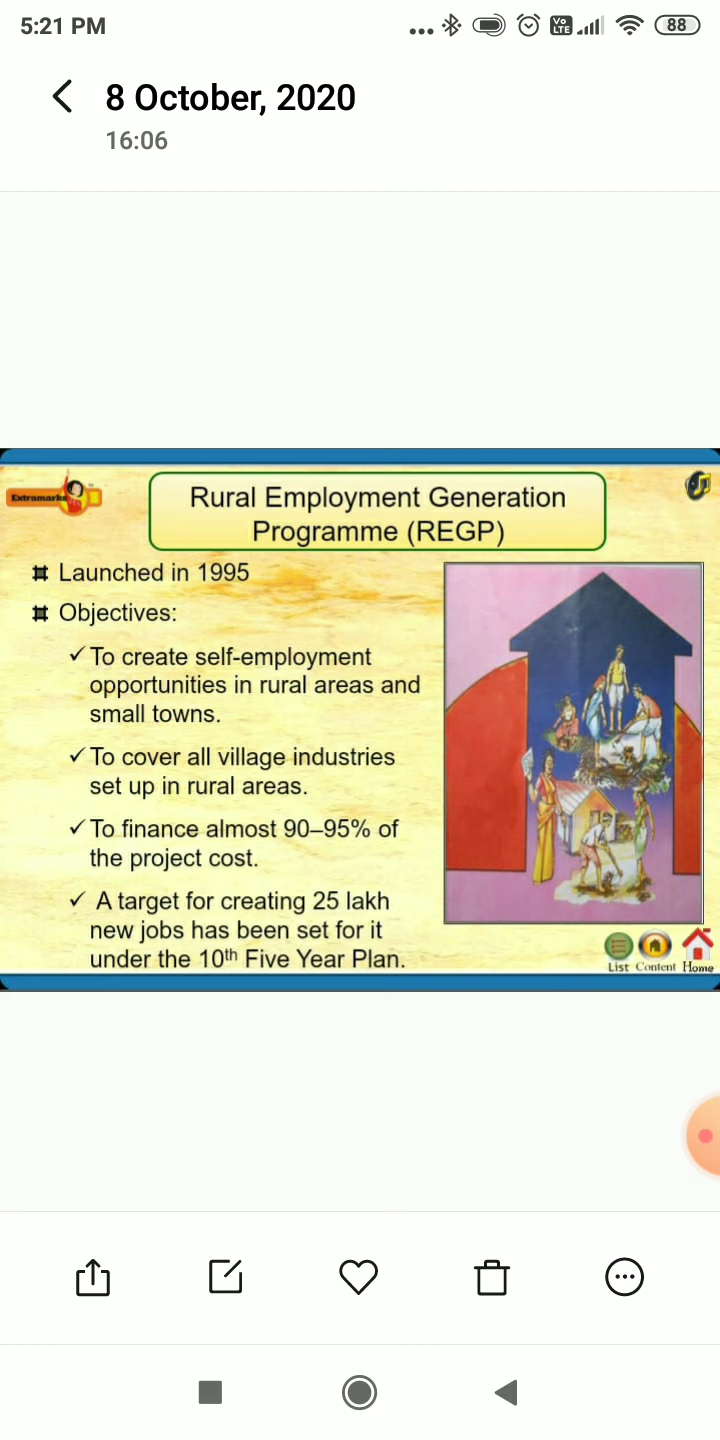 5:21 PM
Vo
LTE
88
8 October, 2020
16:06
Extramarks
Rural Employment Generation
Programme (REGP)
Launched in 1995
Objectives:
✓ To create self-employment
opportunities in rural areas and
small towns.
✓ To cover all village industries
set up in rural areas.
✓ To finance almost 90–95% of
the project cost.
✓ A target for creating 25 lakh
new jobs has been set for it
under the 10th Five Year Plan.
List Content Home